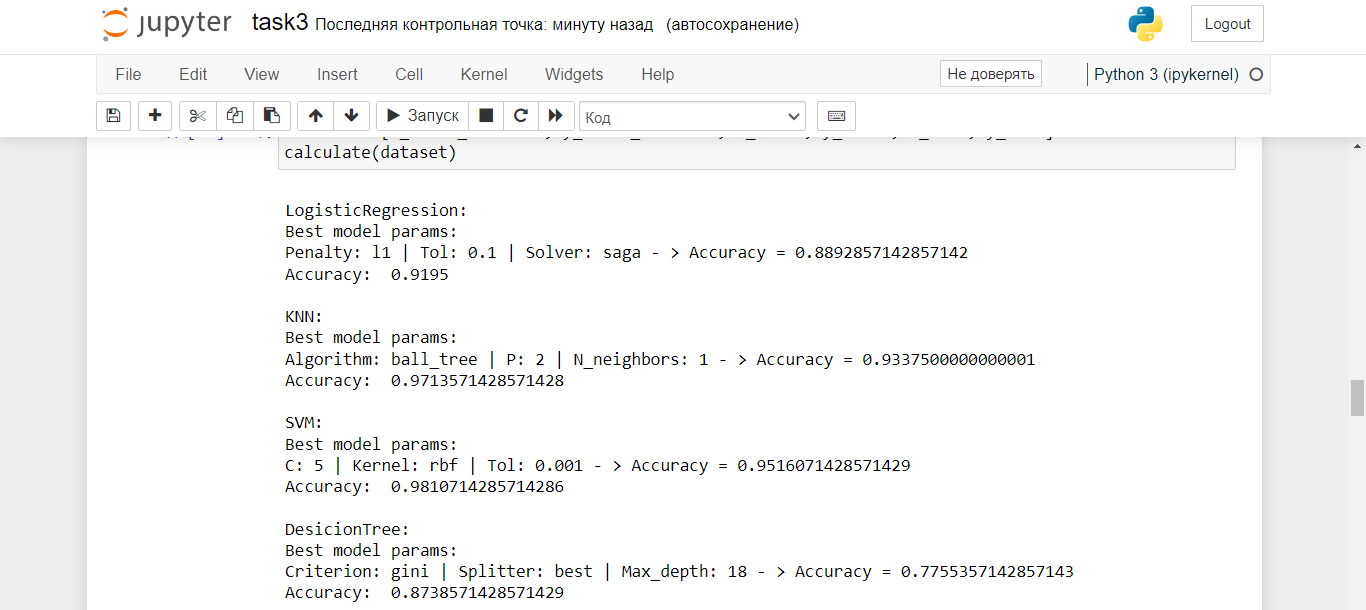 jupyter task3 Последняя контрольная точка: минуту назад (автосохранение)
Logout
File Edit View Insert Cell Kernel Widgets Help
Не доверять
Python 3 (ipykernel)
Запуск
Код
calculate(dataset)
LogisticRegression:
Best model params:
Penalty: l1 | Tol: 0.1 | Solver: saga - > Accuracy = 0.8892857142857142
Accuracy:  0.9195
KNN:
Best model params:
Algorithm: ball_tree | P: 2 | N_neighbors: 1 - > Accuracy = 0.9337500000000001
Accuracy:  0.9713571428571428
SVM:
Best model params:
C: 5 | Kernel: rbf | Tol: 0.001 - > Accuracy = 0.9516071428571429
Accuracy:  0.9810714285714286
DesicionTree:
Best model params:
Criterion: gini | Splitter: best | Max_depth: 18 - > Accuracy = 0.7755357142857143
Accuracy:  0.8738571428571429